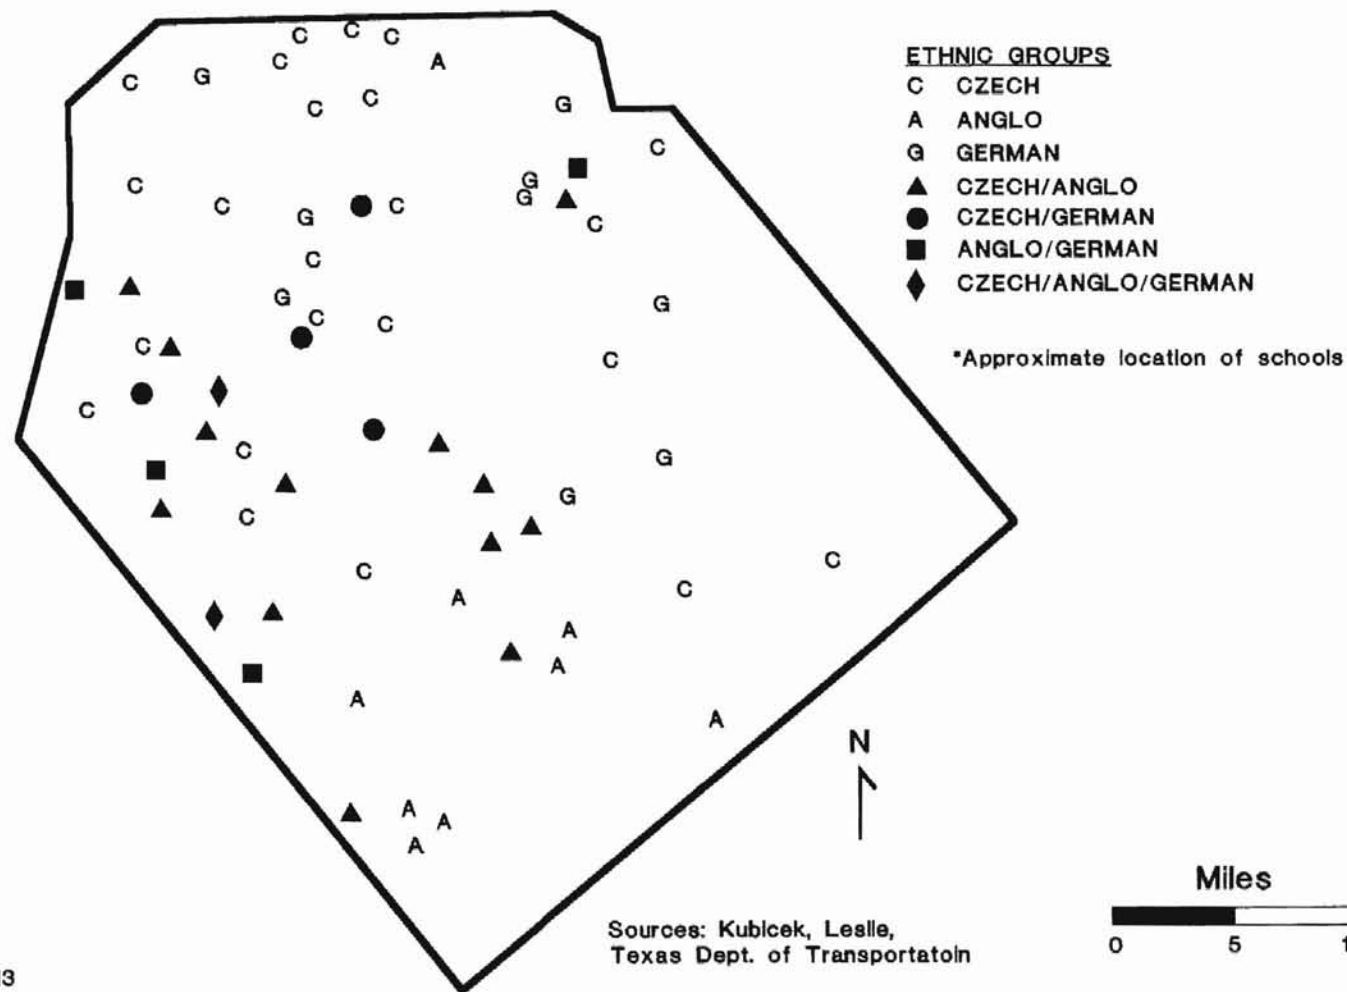 C C C
C A
C G
C C G
C
C G
G
C G C C
C
G G
C C
C C
C
C G
C G
C C C
A
A
A
A
A
A A
A
ETHNIC GROUPS
C CZECH
A ANGLO
G GERMAN
CZECH/ANGLO
CZECH/GERMAN
ANGLO/GERMAN
CZECH/ANGLO/GERMAN
*Approximate location of schools
N
Miles
0 5
Sources: Kubicek, Leslie,
Texas Dept. of Transportatoin